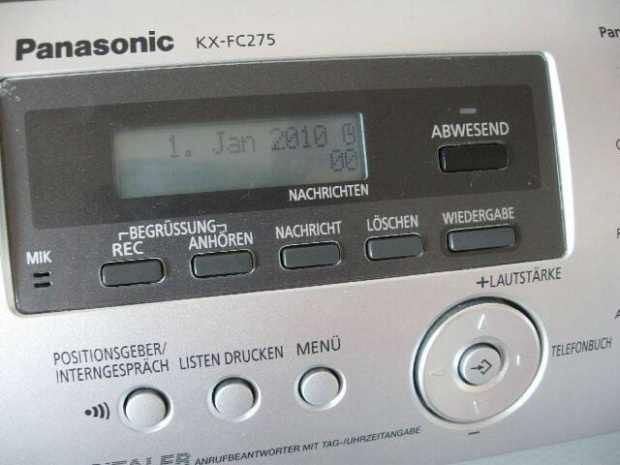 Panasonic KX-FC275
1. Jan 2010
00
NACHRICHTEN
ABWESEND
BEGRÜSSUNG
REC ANHÖREN NACHRICHT LÖSCHEN WIEDERGABE
MIK
+LAUTSTÄRKE
POSITIONSGEBER/
INTERNGESPRÄCH LISTEN DRUCKEN MENÜ
TELEFONBUCH
ANRUFBEANTWORTER MIT TAG-/UHRZEITANGABE